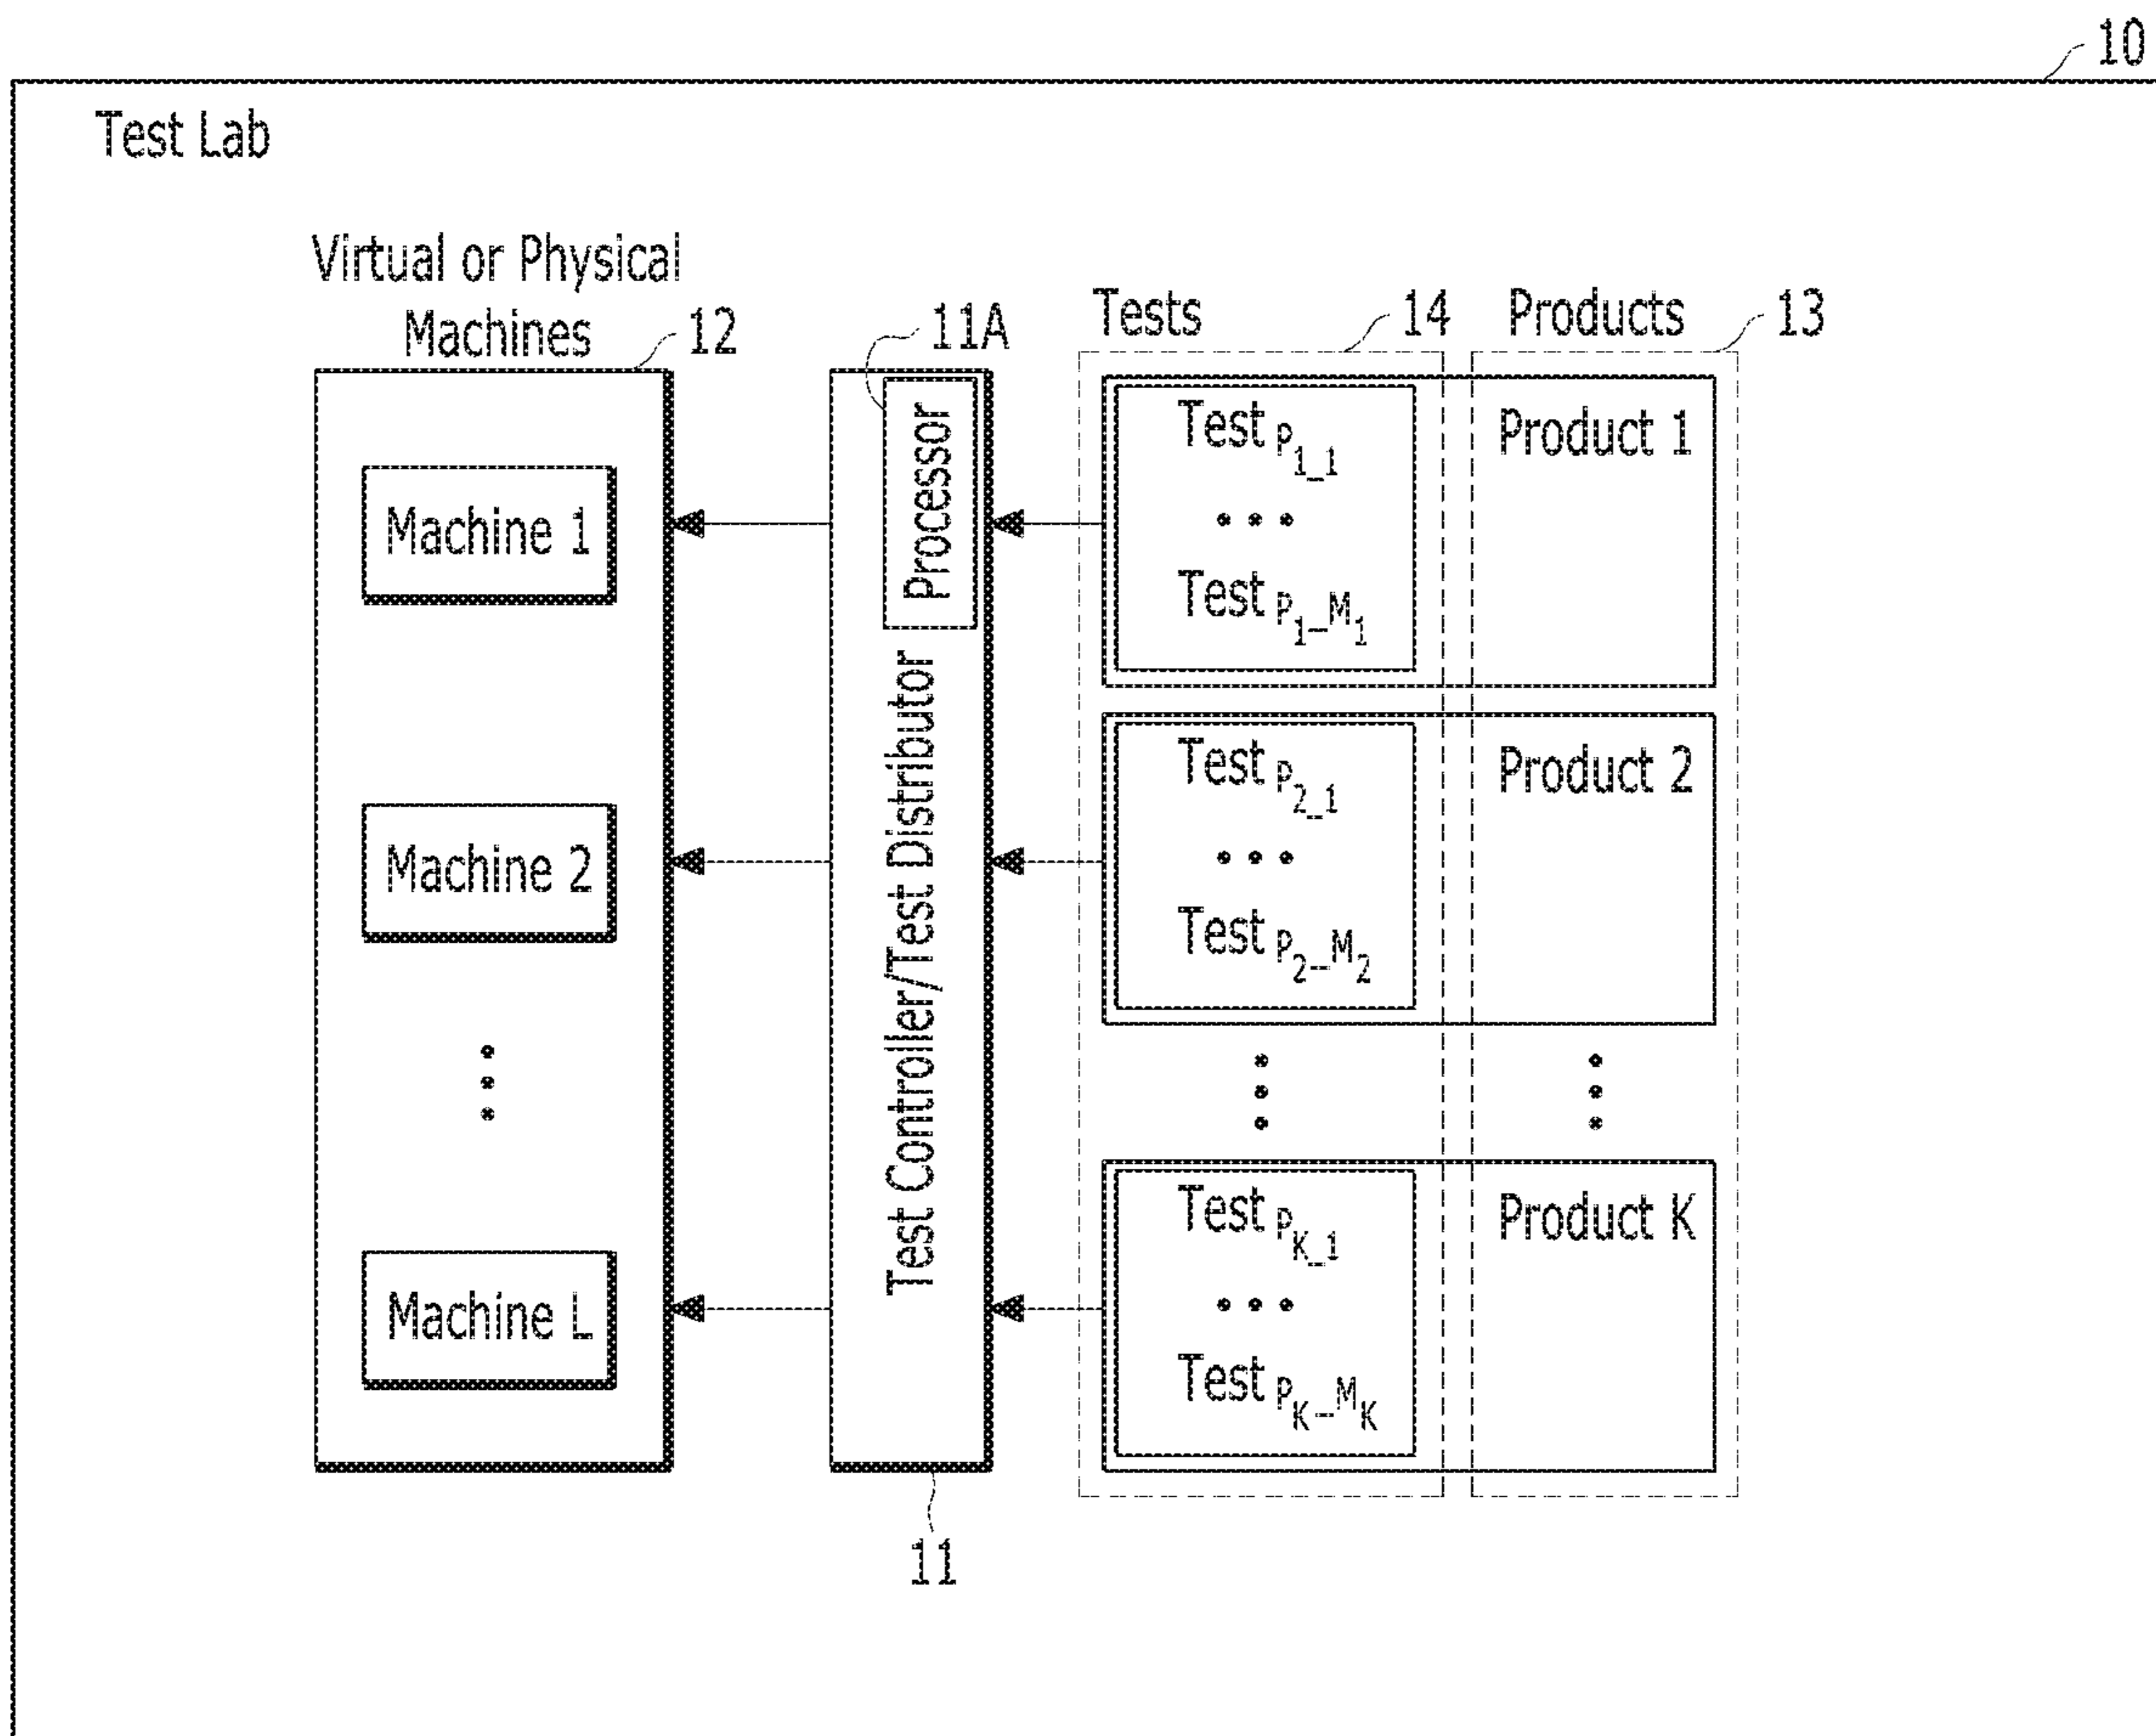 10
Test Lab
Virtual or Physical
Machines
12
11A
Tests
14
Products
13
Machine 1
Machine 2
Machine L
Processor
Test Controller/Test Distributor
11
Test P1_1
• • •
Test P1_M1
Product 1
Test P2_1
• • •
Test P2_M2
Product 2
Test PK_1
• • •
Test PK_MK
Product K